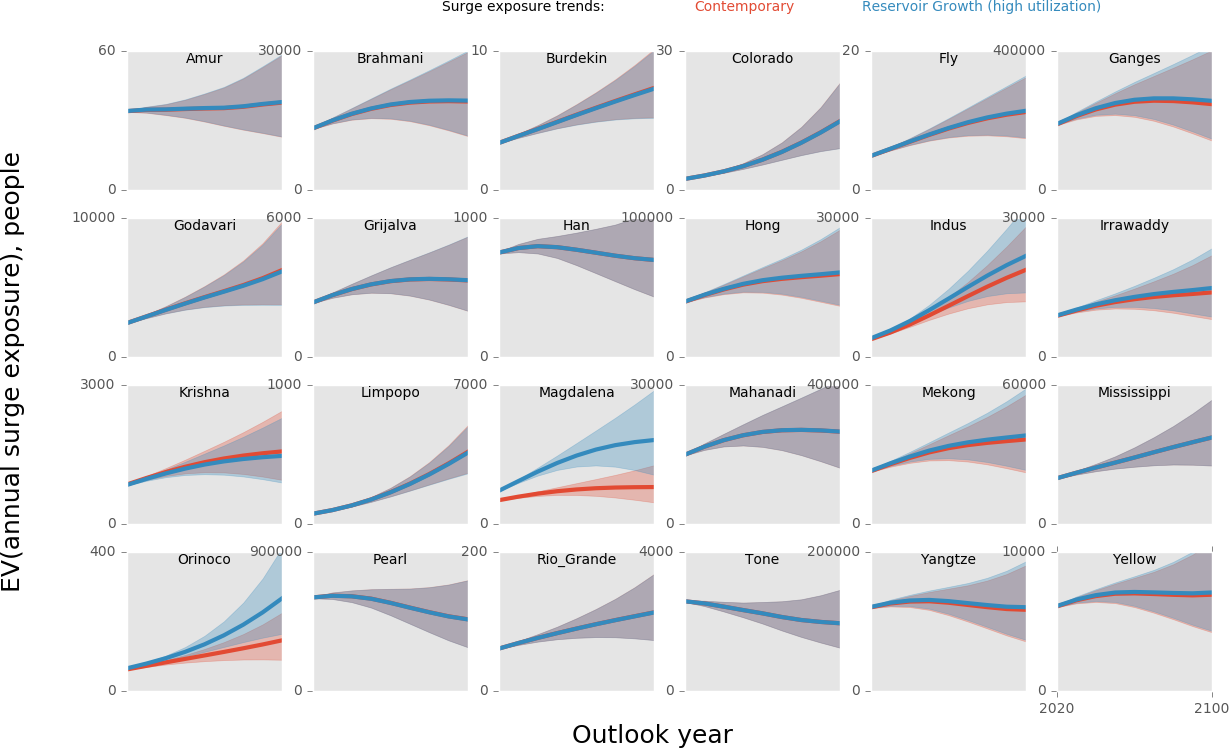 Surge exposure trends: Contemporary Reservoir Growth (high utilization)
60 30000 10 30 20 400000
Amur Brahmani Burdekin Colorado Fly Ganges
0 0 0 0 0 0
10000 6000 1000 100000 30000 30000
Godavari Grijalva Han Hong Indus Irrawaddy
0 0 0 0 0 0
3000 1000 7000 30000 400000 60000
Krishna Limpopo Magdalena Mahanadi Mekong Mississippi
0 0 0 0 0 0
400 900000 200 4000 200000 10000
Orinoco Pearl Rio_Grande Tone Yangtze Yellow
0 0 0 0 0 0
2020 2100
Outlook year
EV(annual surge exposure), people